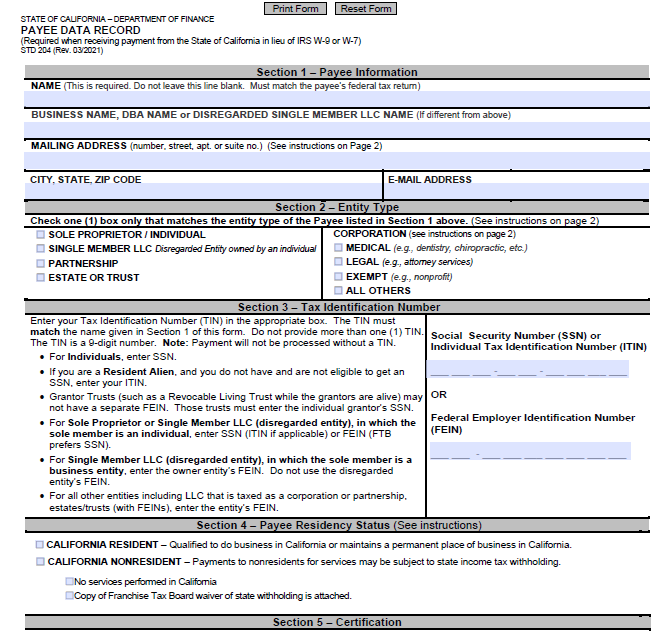 Print Form
Reset Form
STATE OF CALIFORNIA – DEPARTMENT OF FINANCE
PAYEE DATA RECORD
(Required when receiving payment from the State of California in lieu of IRS W-9 or W-7)
STD 204 (Rev. 03/2021)
Section 1 – Payee Information
NAME (This is required. Do not leave this line blank. Must match the payee's federal tax return)
BUSINESS NAME, DBA NAME or DISREGARDED SINGLE MEMBER LLC NAME (If different from above)
MAILING ADDRESS (number, street, apt. or suite no.) (See instructions on Page 2)
CITY, STATE, ZIP CODE
E-MAIL ADDRESS
Section 2 – Entity Type
Check one (1) box only that matches the entity type of the Payee listed in Section 1 above. (See instructions on page 2)
SOLE PROPRIETOR / INDIVIDUAL
SINGLE MEMBER LLC Disregarded Entity owned by an individual
PARTNERSHIP
ESTATE OR TRUST
CORPORATION (see instructions on page 2)
MEDICAL (e.g., dentistry, chiropractic, etc.)
LEGAL (e.g., attorney services)
EXEMPT (e.g., nonprofit)
ALL OTHERS
Section 3 – Tax Identification Number
Enter your Tax Identification Number (TIN) in the appropriate box. The TIN must
match the name given in Section 1 of this form. Do not provide more than one (1) TIN.
The TIN is a 9-digit number. Note: Payment will not be processed without a TIN.
• For Individuals, enter SSN.
• If you are a Resident Alien, and you do not have and are not eligible to get an
SSN, enter your ITIN.
• Grantor Trusts (such as a Revocable Living Trust while the grantors are alive) may
not have a separate FEIN. Those trusts must enter the individual grantor's SSN.
• For Sole Proprietor or Single Member LLC (disregarded entity), in which the
sole member is an individual, enter SSN (ITIN if applicable) or FEIN (FTB
prefers SSN).
• For Single Member LLC (disregarded entity), in which the sole member is a
business entity, enter the owner entity's FEIN. Do not use the disregarded
entity's FEIN.
• For all other entities including LLC that is taxed as a corporation or partnership,
estates/trusts (with FEINs), enter the entity's FEIN.
Social Security Number (SSN) or
Individual Tax Identification Number (ITIN)
___ ___ ___ -___ ___ - ___ ___ ___ ___
OR
Federal Employer Identification Number
(FEIN)
___ ___ - ___ ___ ___ ___ ___ ___ ___
Section 4 – Payee Residency Status (See instructions)
CALIFORNIA RESIDENT – Qualified to do business in California or maintains a permanent place of business in California.
CALIFORNIA NONRESIDENT – Payments to nonresidents for services may be subject to state income tax withholding.
No services performed in California
Copy of Franchise Tax Board waiver of state withholding is attached.
Section 5 – Certification